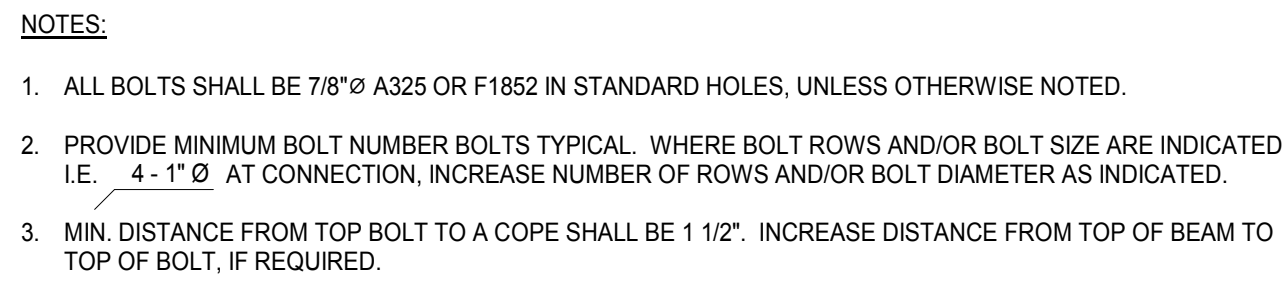 NOTES:
1. ALL BOLTS SHALL BE 7/8"Ø A325 OR F1852 IN STANDARD HOLES, UNLESS OTHERWISE NOTED.
2. PROVIDE MINIMUM BOLT NUMBER BOLTS TYPICAL. WHERE BOLT ROWS AND/OR BOLT SIZE ARE INDICATED
I.E. 4 - 1" Ø AT CONNECTION, INCREASE NUMBER OF ROWS AND/OR BOLT DIAMETER AS INDICATED.
3. MIN. DISTANCE FROM TOP BOLT TO A COPE SHALL BE 1 1/2". INCREASE DISTANCE FROM TOP OF BEAM TO
TOP OF BOLT, IF REQUIRED.